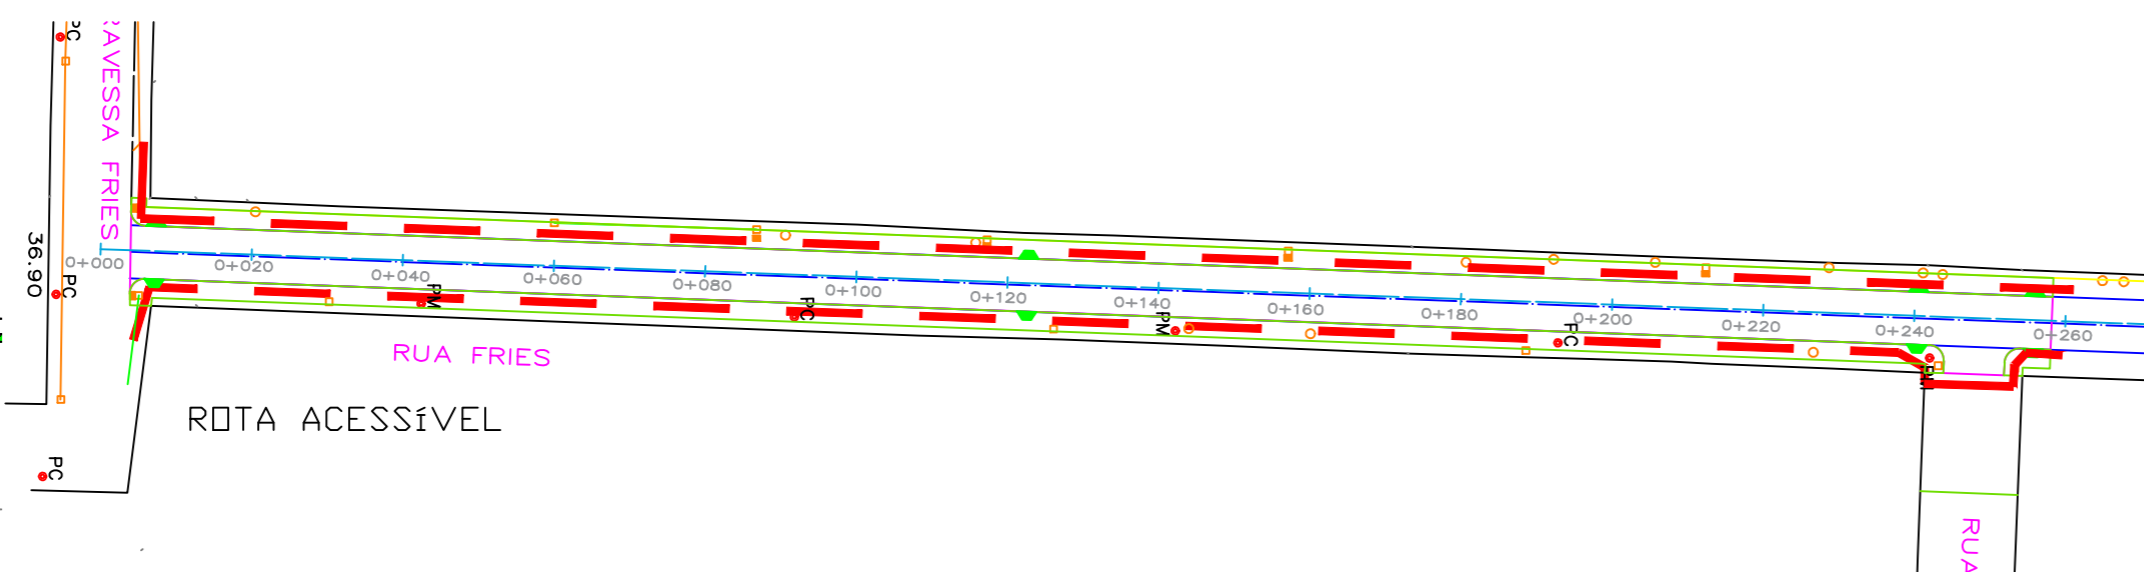 PC
RAVESSA FRIES
36.90
PC
PC
0+000
0+020
0+040
0+060
0+080
0+100
0+120
0+140
0+160
0+180
0+200
0+220
0+240
0+260
PM
PC
PM
PC
PM
RUA FRIES
ROTA ACESSíVEL
RUA